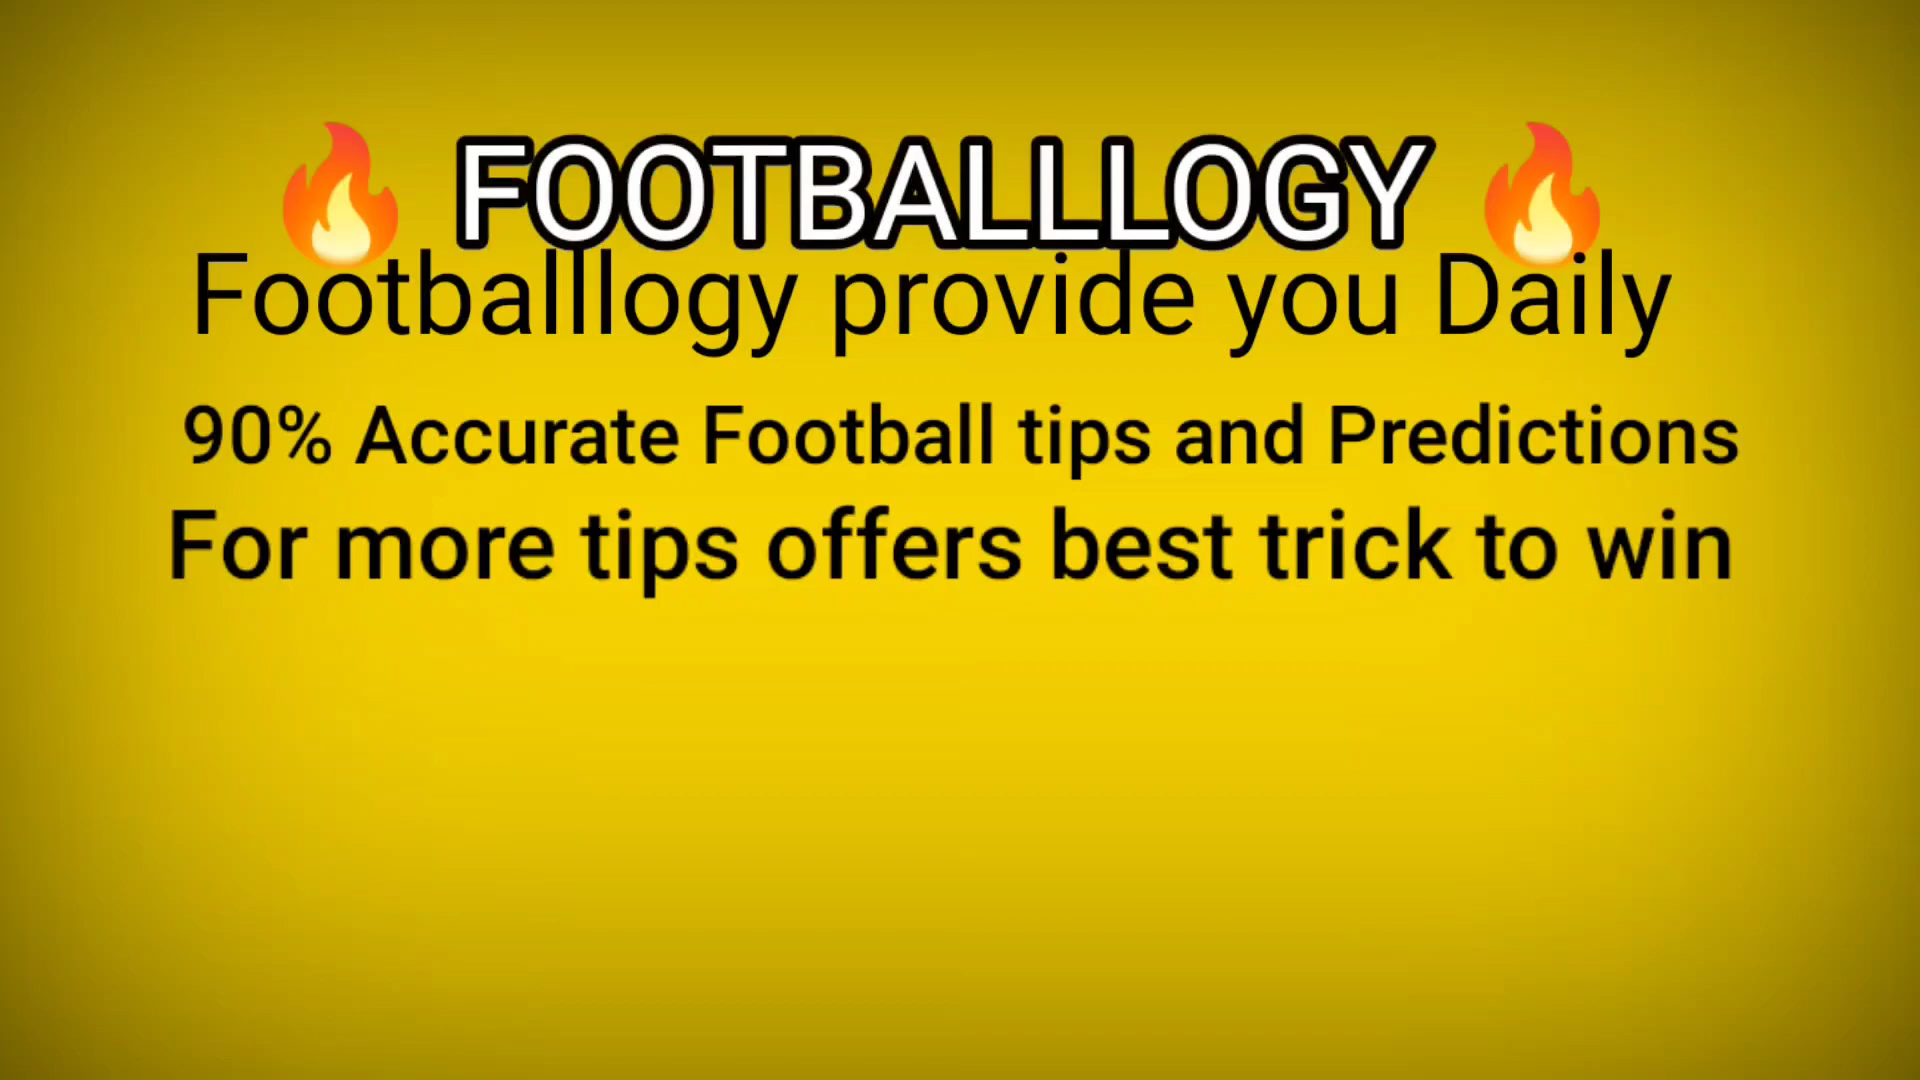 🔥 FOOTBALLLOGY 🔥
Footballlogy provide you Daily
90% Accurate Football tips and Predictions
For more tips offers best trick to win